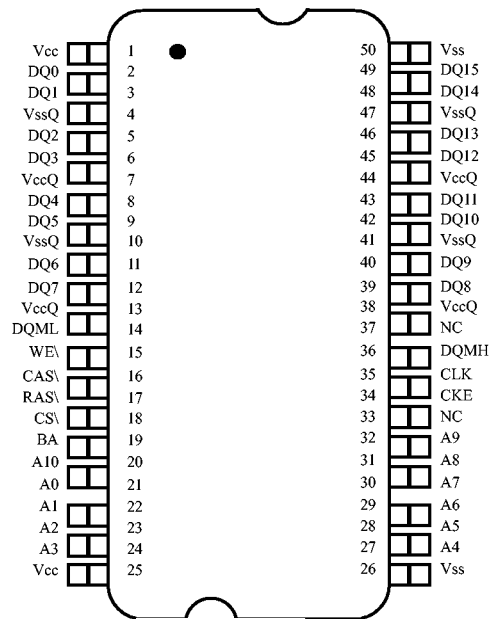 Vcc 1 50 Vss
DQ0 2 49 DQ15
DQ1 3 48 DQ14
VssQ 4 47 VssQ
DQ2 5 46 DQ13
DQ3 6 45 DQ12
VccQ 7 44 VccQ
DQ4 8 43 DQ11
DQ5 9 42 DQ10
VssQ 10 41 VssQ
DQ6 11 40 DQ9
DQ7 12 39 DQ8
VccQ 13 38 VccQ
DQML 14 37 NC
WE\ 15 36 DQMH
CAS\ 16 35 CLK
RAS\ 17 34 CKE
CS\ 18 33 NC
BA 19 32 A9
A10 20 31 A8
A0 21 30 A7
A1 22 29 A6
A2 23 28 A5
A3 24 27 A4
Vcc 25 26 Vss